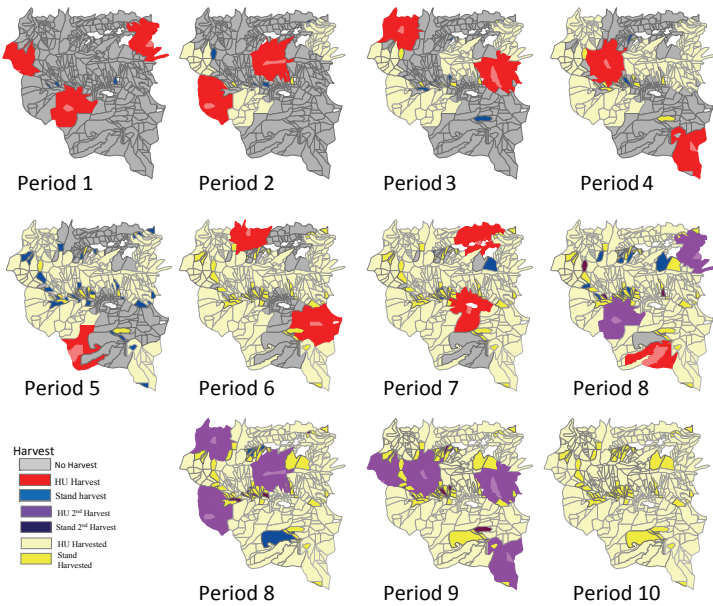 Period 1
Period 2
Period 3
Period 4
Period 5
Period 6
Period 7
Period 8
Harvest
No Harvest
HU Harvest
Stand harvest
HU 2nd Harvest
Stand 2nd Harvest
HU Harvested
Stand
Harvested
Period 8
Period 9
Period 10